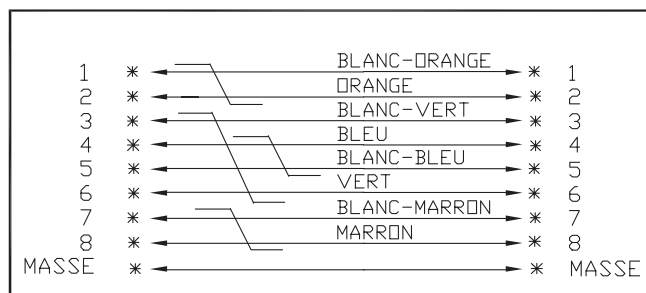 1 * BLANC-ORANGE * 1
2 * ORANGE * 2
3 * BLANC-VERT * 3
4 * BLEU * 4
5 * BLANC-BLEU * 5
6 * VERT * 6
7 * BLANC-MARRON * 7
8 * MARRON * 8
MASSE * * MASSE